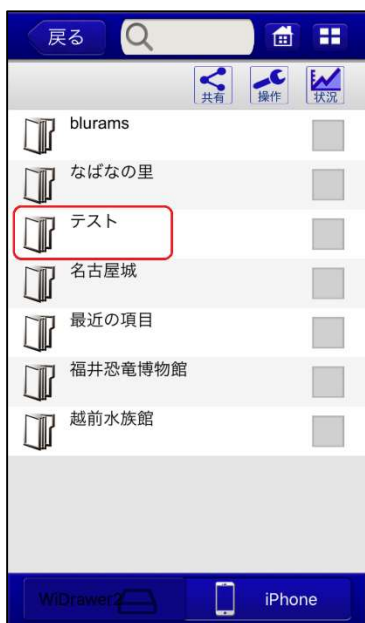 戻る
共有 操作 状況
blurams
なばなの里
テスト
名古屋城
最近の項目
福井恐竜博物館
越前水族館
WiDrawer2 iPhone